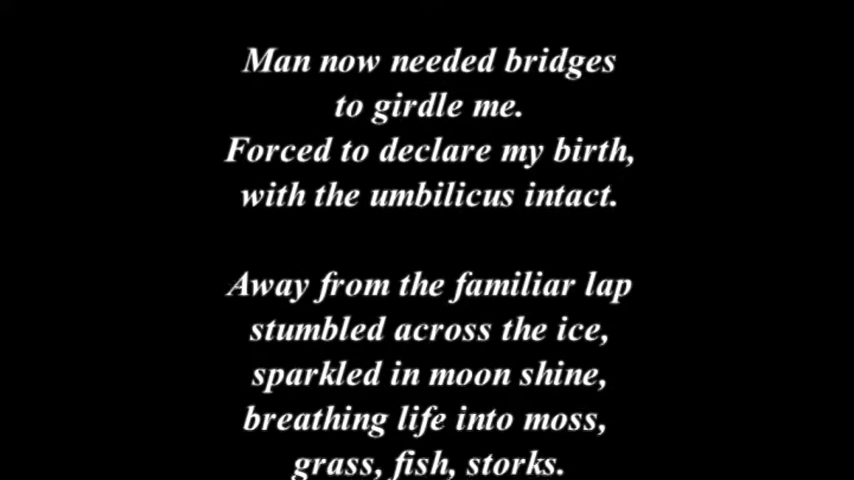 Man now needed bridges
to girdle me.
Forced to declare my birth,
with the umbilicus intact.
Away from the familiar lap
stumbled across the ice,
sparkled in moon shine,
breathing life into moss,
grass, fish, storks.